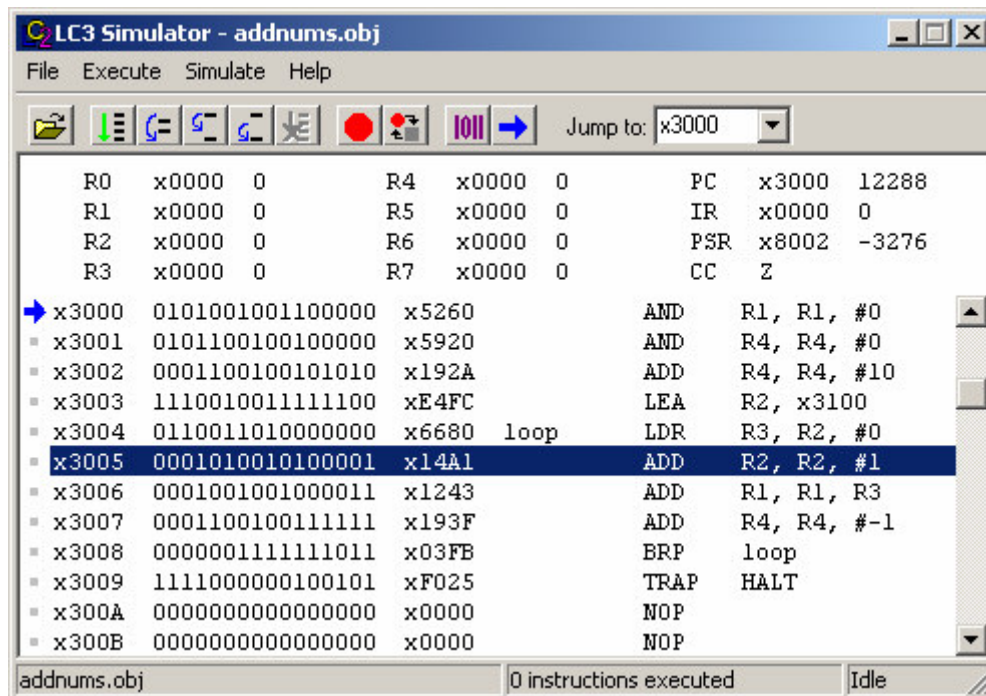 LC3 Simulator - addnums.obj
File Execute Simulate Help
Jump to: x3000
R0 x0000 0 R4 x0000 0 PC x3000 12288
R1 x0000 0 R5 x0000 0 IR x0000 0
R2 x0000 0 R6 x0000 0 PSR x8002 -3276
R3 x0000 0 R7 x0000 0 CC Z
x3000 0101001001100000 x5260 AND R1, R1, #0
x3001 0101100100100000 x5920 AND R4, R4, #0
x3002 0001100100101010 x192A ADD R4, R4, #10
x3003 1110010011111100 xE4FC LEA R2, x3100
x3004 0110011010000000 x6680 loop LDR R3, R2, #0
x3005 0001010010100001 x14A1 ADD R2, R2, #1
x3006 0001001001000011 x1243 ADD R1, R1, R3
x3007 0001100100111111 x193F ADD R4, R4, #-1
x3008 0000001111111011 x03FB BRP loop
x3009 1111000000100101 xF025 TRAP HALT
x300A 0000000000000000 x0000 NOP
x300B 0000000000000000 x0000 NOP
addnums.obj 0 instructions executed Idle